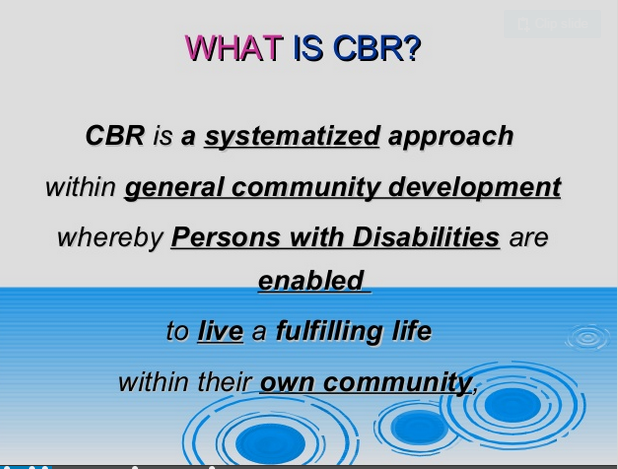 WHAT IS CBR?
CBR is a systematized approach
within general community development
whereby Persons with Disabilities are
enabled
to live a fulfilling life
within their own community,